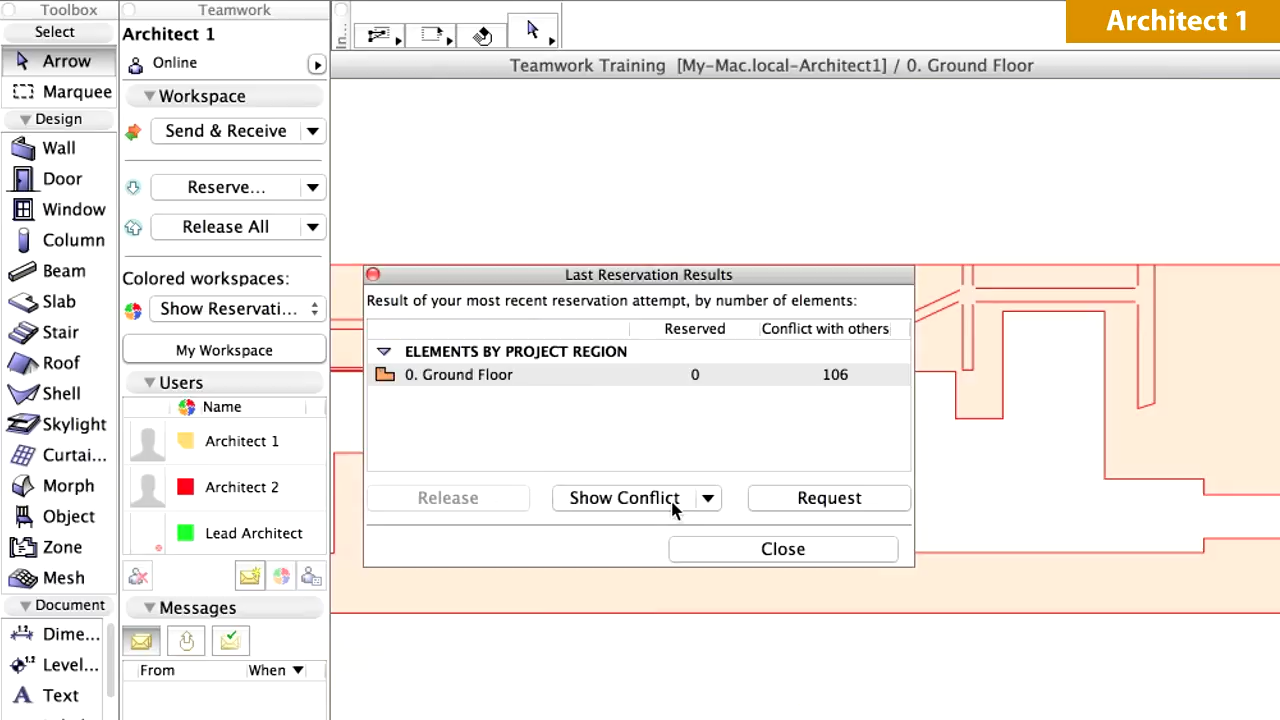 Toolbox
Select
Arrow
Marquee
Design
Wall
Door
Window
Column
Beam
Slab
Stair
Roof
Shell
Skylight
Curtai...
Morph
Object
Zone
Mesh
Document
Dime...
Level...
Text
Teamwork
Architect 1
Online
Workspace
Send & Receive
Reserve...
Release All
Colored workspaces:
Show Reservati...
My Workspace
Users
Name
Architect 1
Architect 2
Lead Architect
Messages
From When
Architect 1
Teamwork Training [My-Mac.local-Architect1] / 0. Ground Floor
Last Reservation Results
Result of your most recent reservation attempt, by number of elements:
Reserved Conflict with others
ELEMENTS BY PROJECT REGION
0. Ground Floor 0 106
Release Show Conflict Request
Close